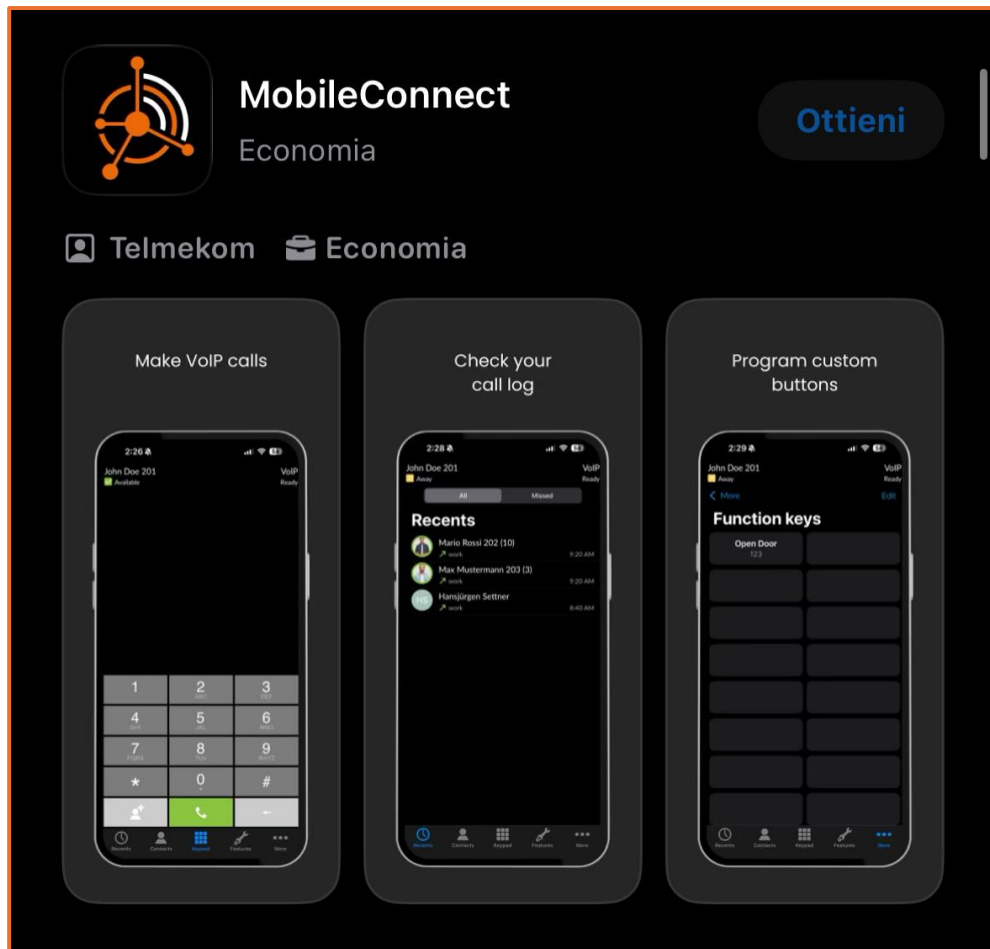 MobileConnect
Economia
Ottieni
Telmekom
Economia
Make VoIP calls
2:26
John Doe 201
VoIP
Available
Ready
1
2
ABC
3
DEF
4
GHI
5
JKL
6
MNO
7
PQRS
8
TUV
9
WXYZ
*
0
+
#
Recents
Contacts
Keypad
Features
More
Check your
call log
2:28
John Doe 201
VoIP
Away
Ready
All
Missed
Recents
Mario Rossi 202 (10)
work
9:20 AM
Max Mustermann 203 (3)
work
9:20 AM
HS
Hansjürgen Settner
work
8:40 AM
Recents
Contacts
Keypad
Features
More
Program custom
buttons
2:29
John Doe 201
VoIP
Away
Ready
More
Edit
Function keys
Open Door
123
Recents
Contacts
Keypad
Features
More